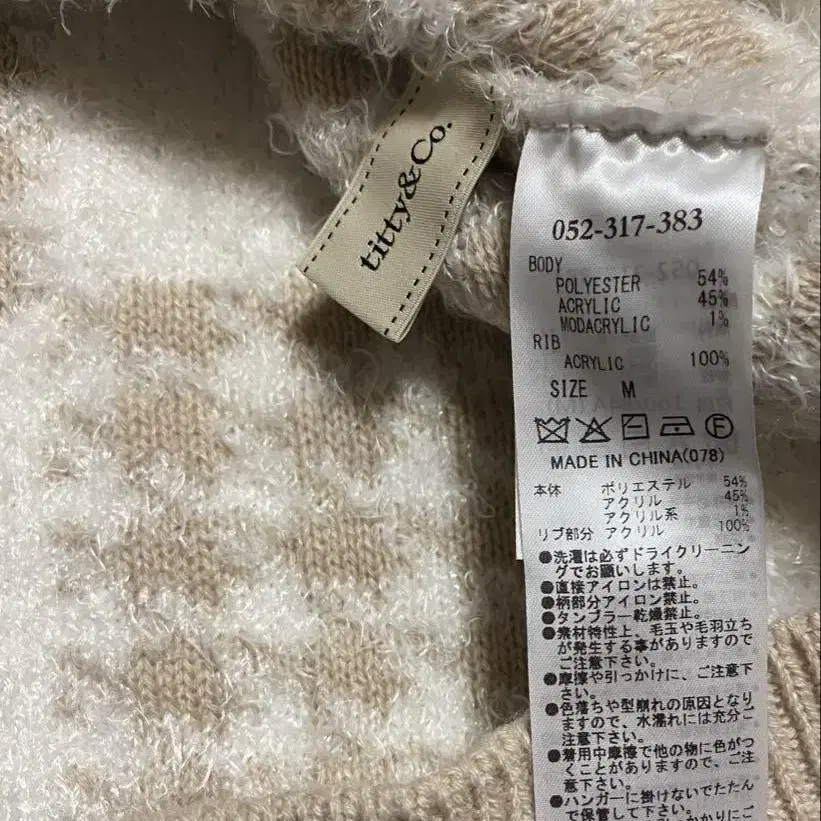 titty&Co.
052-317-383
BODY
POLYESTER 54%
ACRYLIC 45%
MODACRYLIC 1%
RIB
ACRYLIC 100%
SIZE M
F
MADE IN CHINA(078)
本体 ポリエステル 54%
アクリル 45%
アクリル系 1%
リブ部分 アクリル 100%
●洗濯は必ずドライクリーニン
グでお願いします。
●直接アイロンは禁止。
●柄部分アイロン禁止。
●タンブラー乾燥禁止。
●素材特性上、毛玉や毛羽立ち
が発生する事がありますので
ご注意下さい。
●摩擦や引っかけに、ご注意下
さい。
●色落ちや型崩れの原因となり
ますので、水濡れには充分ご
注意下さい。
●着用中摩擦で他の物に色がつ
くことがありますので、ご注
意下さい。
●ハンガーに掛けないでたたん
で保管して下さい。